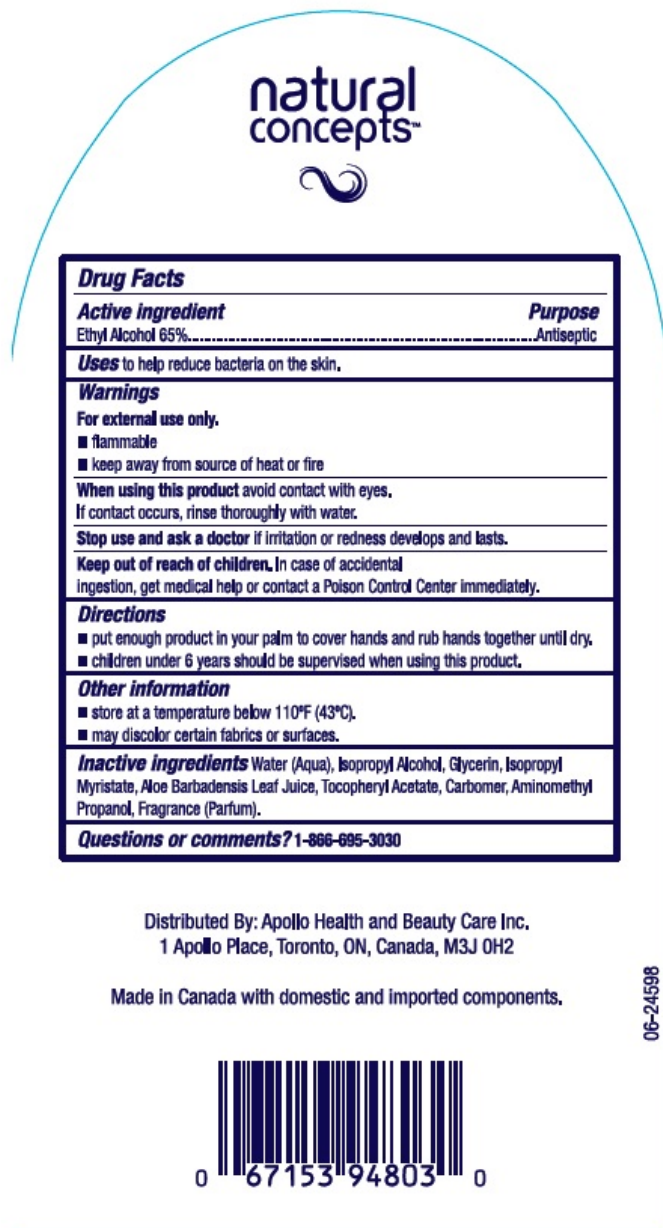 natural
concepts™
Drug Facts
Active ingredient Purpose
Ethyl Alcohol 65%..........................................................................................Antiseptic
Uses to help reduce bacteria on the skin.
Warnings
For external use only.
■ flammable
■ keep away from source of heat or fire
When using this product avoid contact with eyes.
If contact occurs, rinse thoroughly with water.
Stop use and ask a doctor if irritation or redness develops and lasts.
Keep out of reach of children. In case of accidental
ingestion, get medical help or contact a Poison Control Center immediately.
Directions
■ put enough product in your palm to cover hands and rub hands together until dry.
■ children under 6 years should be supervised when using this product.
Other information
■ store at a temperature below 110ºF (43ºC).
■ may discolor certain fabrics or surfaces.
Inactive ingredients Water (Aqua), Isopropyl Alcohol, Glycerin, Isopropyl
Myristate, Aloe Barbadensis Leaf Juice, Tocopheryl Acetate, Carbomer, Aminomethyl
Propanol, Fragrance (Parfum).
Questions or comments? 1-866-695-3030
Distributed By: Apollo Health and Beauty Care Inc.
1 Apollo Place, Toronto, ON, Canada, M3J 0H2
Made in Canada with domestic and imported components.
06-24598
0 67153 94803 0